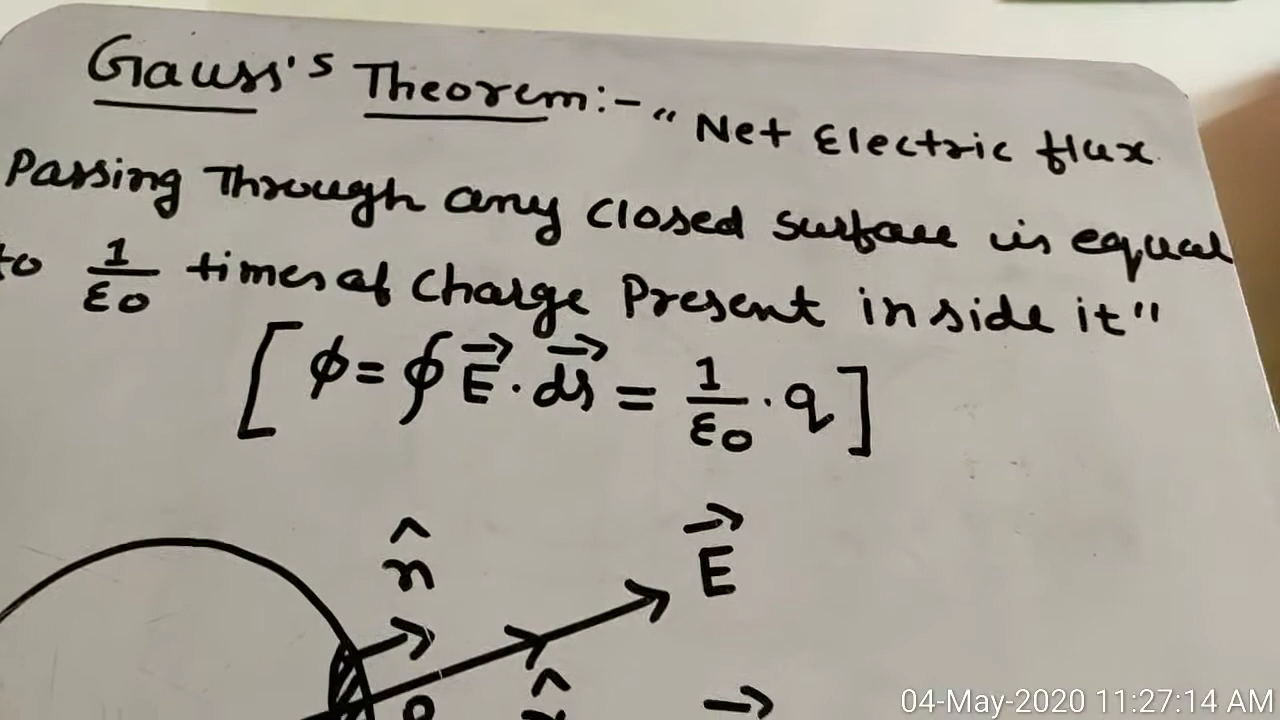 Gauss's Theorem:- "Net Electric flux
Passing Through any closed surface is equal
to 1/ε0 times of charge Present inside it"
[ϕ = ∮ E⃗ . ds⃗ = 1/ε0 . q]
n̂
E⃗
04-May-2020 11:27:14 AM